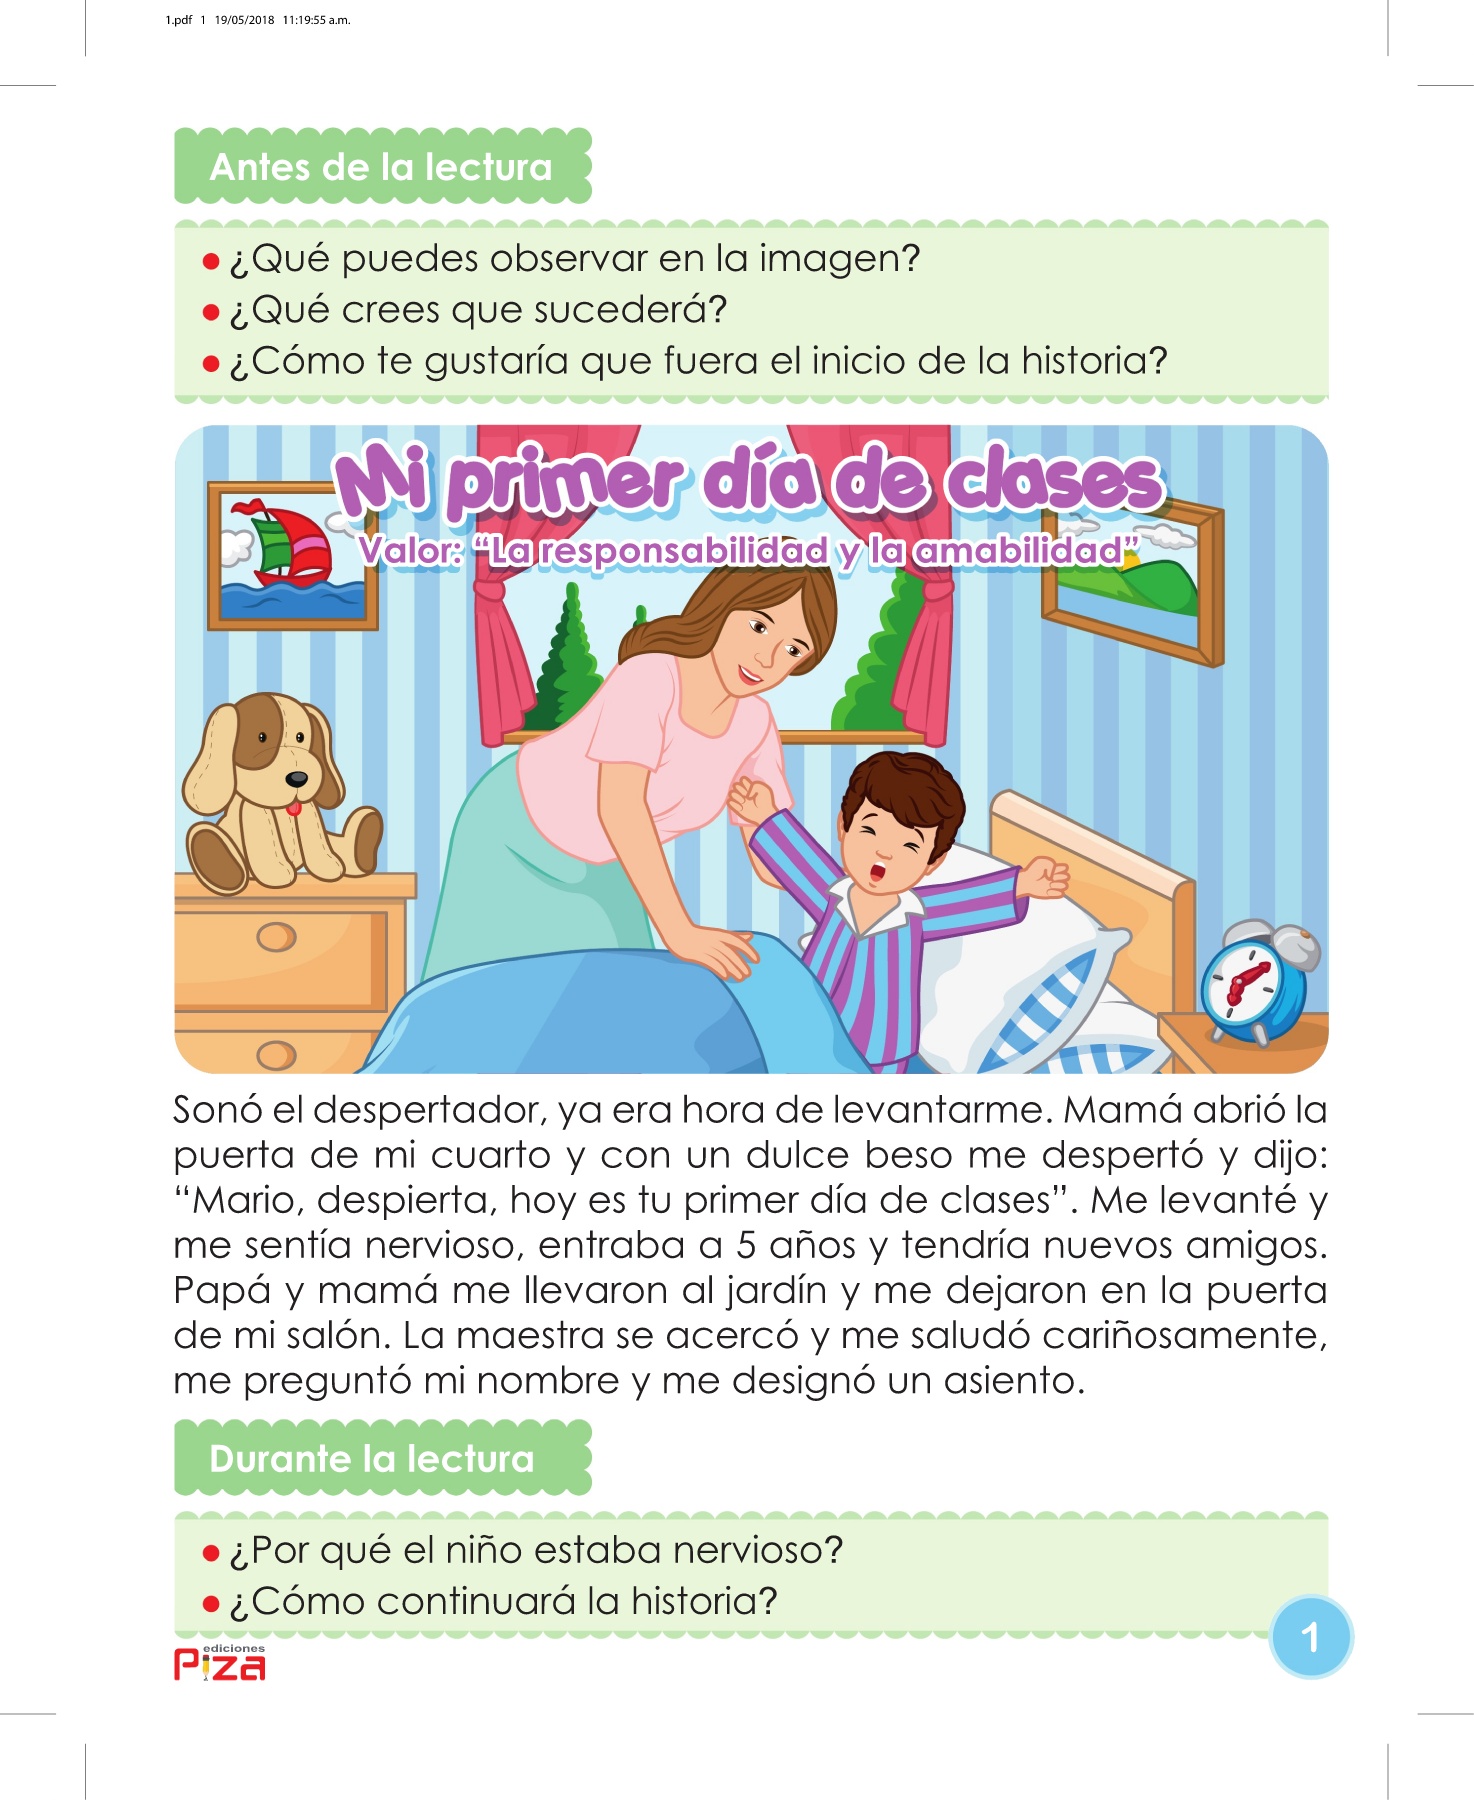 1.pdf 1 19/05/2018 11:19:55 a.m.
Antes de la lectura
● ¿Qué puedes observar en la imagen?
● ¿Qué crees que sucederá?
● ¿Cómo te gustaría que fuera el inicio de la historia?
Mi primer día de clases
Valor: “La responsabilidad y la amabilidad”
Sonó el despertador, ya era hora de levantarme. Mamá abrió la
puerta de mi cuarto y con un dulce beso me despertó y dijo:
“Mario, despierta, hoy es tu primer día de clases”. Me levanté y
me sentía nervioso, entraba a 5 años y tendría nuevos amigos.
Papá y mamá me llevaron al jardín y me dejaron en la puerta
de mi salón. La maestra se acercó y me saludó cariñosamente,
me preguntó mi nombre y me designó un asiento.
Durante la lectura
● ¿Por qué el niño estaba nervioso?
● ¿Cómo continuará la historia?
ediciones
Piza
1